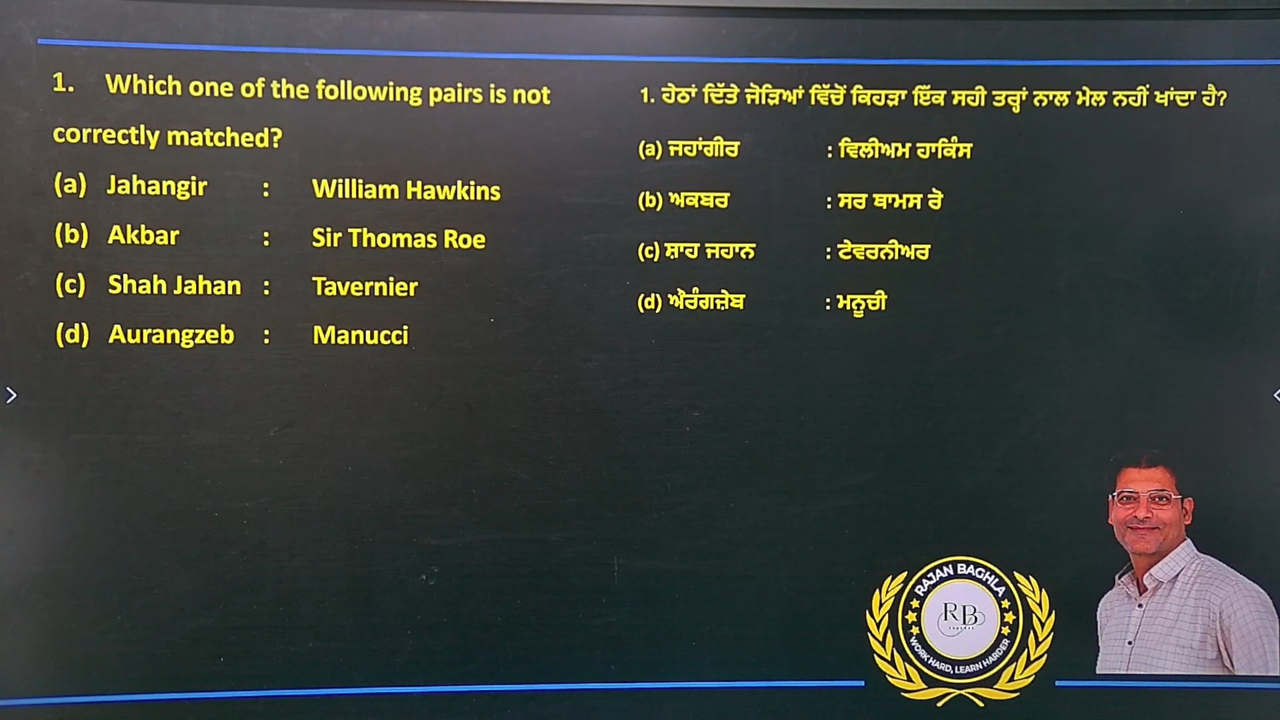 1. Which one of the following pairs is not
correctly matched?
(a) Jahangir : William Hawkins
(b) Akbar : Sir Thomas Roe
(c) Shah Jahan : Tavernier
(d) Aurangzeb : Manucci
1. ਹੇਠਾਂ ਦਿੱਤੇ ਜੋੜਿਆਂ ਵਿੱਚੋਂ ਕਿਹੜਾ ਇੱਕ ਸਹੀ ਤਰ੍ਹਾਂ ਨਾਲ ਮੇਲ ਨਹੀਂ ਖਾਂਦਾ ਹੈ?
(a) ਜਹਾਂਗੀਰ : ਵਿਲੀਅਮ ਹਾਕਿੰਸ
(b) ਅਕਬਰ : ਸਰ ਥਾਮਸ ਰੋ
(c) ਸ਼ਾਹ ਜਹਾਨ : ਟੇਵਰਨੀਅਰ
(d) ਔਰੰਗਜ਼ੇਬ : ਮਨੂਚੀ
RAJAN BAGHLA
RB
WORK HARD, LEARN HARDER